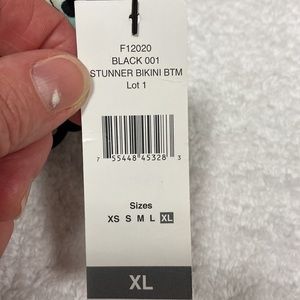 F12020
BLACK 001
STUNNER BIKINI BTM
Lot 1
7 55448 45328 3
Sizes
XS S M L XL
XL